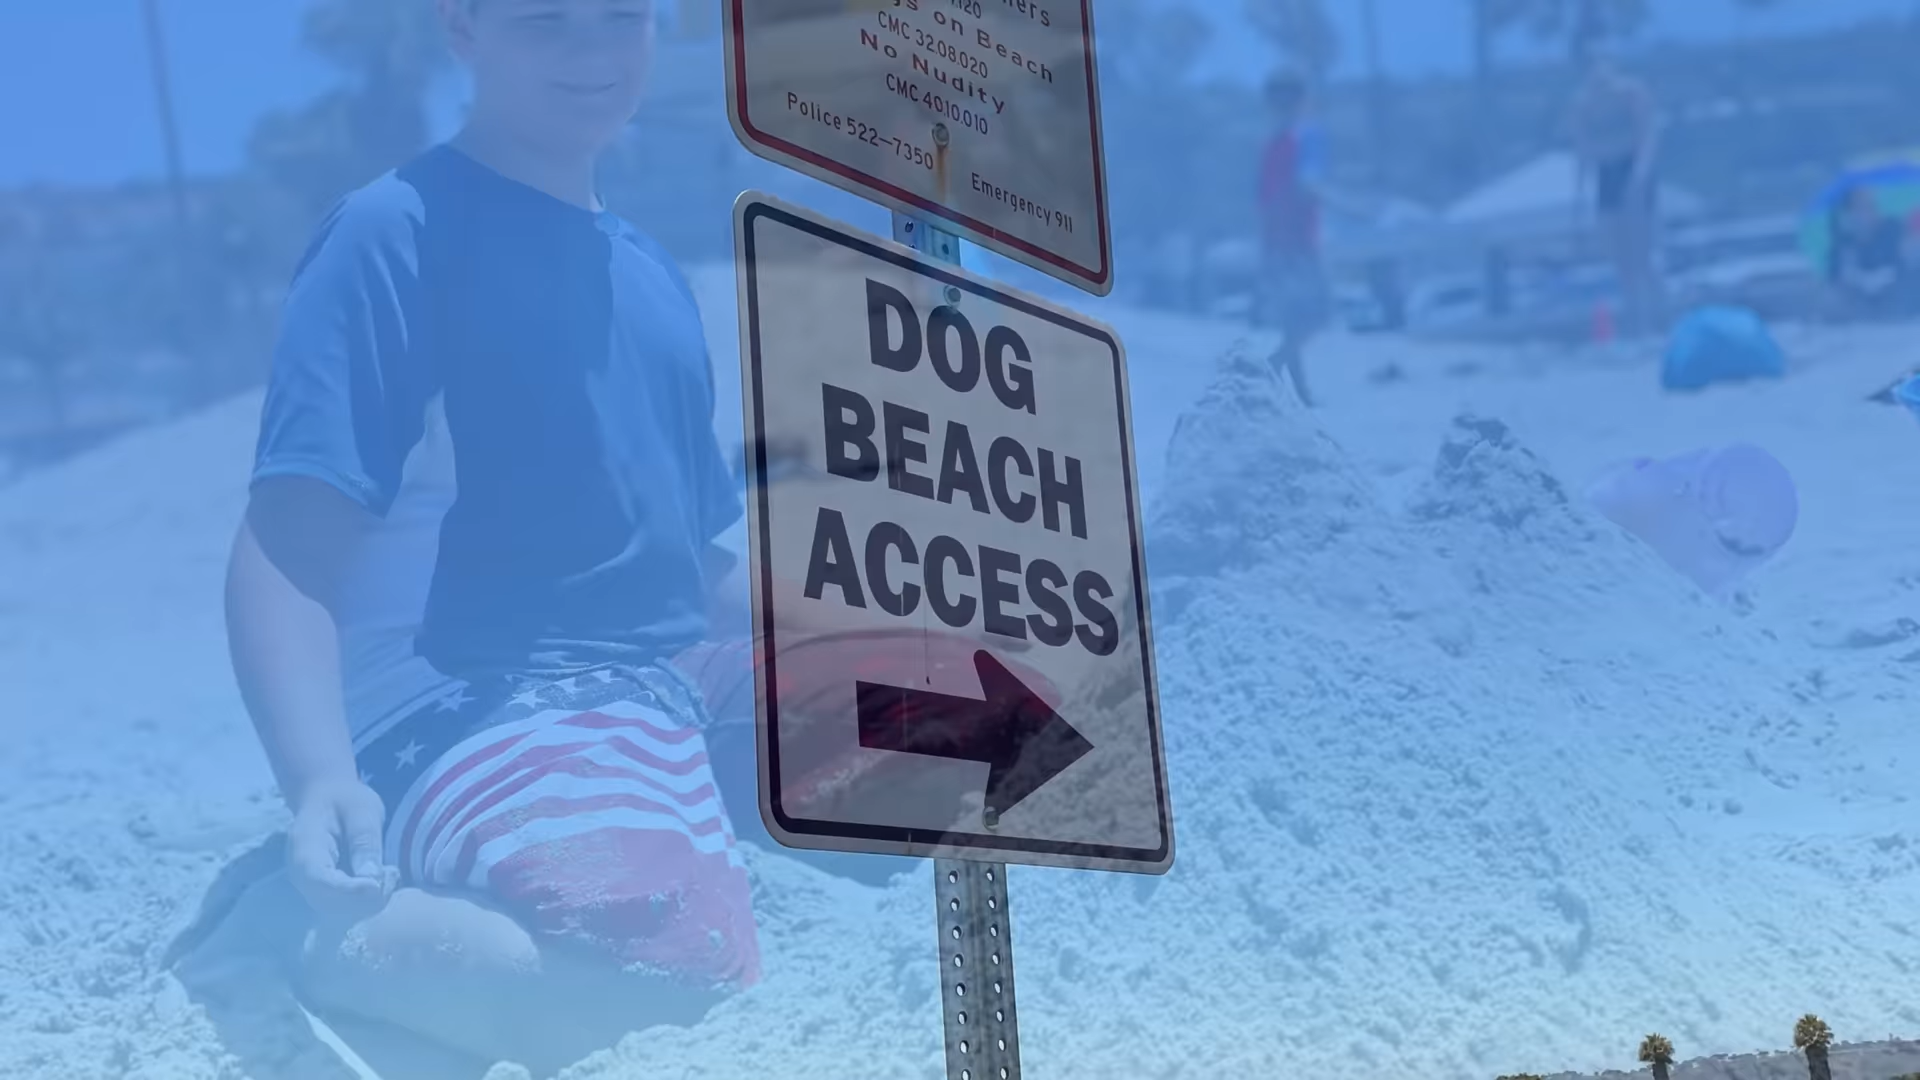 on Beach
CMC 32.08.020
No Nudity
CMC 40.10.010
Police 522-7350
Emergency 911
DOG
BEACH
ACCESS